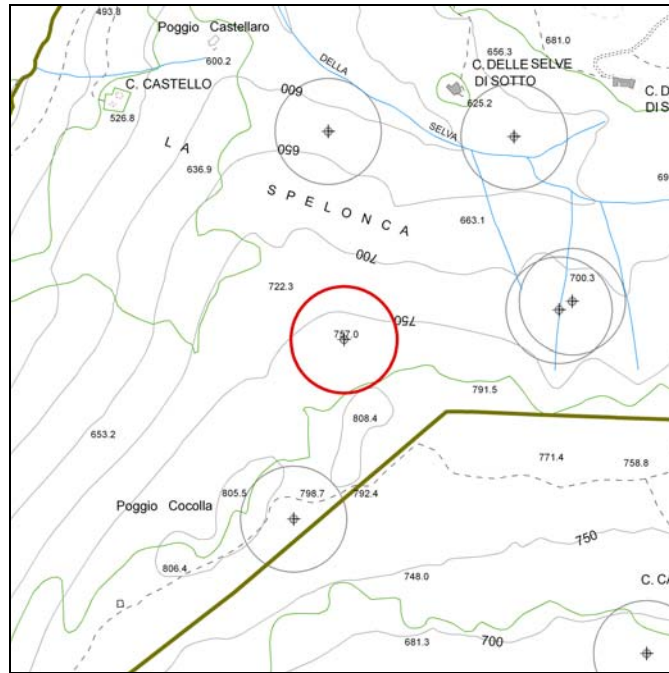 493.8
Poggio Castellaro
681.0
656.3
DELLA
600.2
C. DELLE SELVE
DI SOTTO
C. CASTELLO
600
625.2
C. D
DI S
526.8
SELVA
LA
650
636.9
69
SPELONCA
663.1
700
700.3
722.3
750
757.0
791.5
808.4
653.2
771.4
758.8
805.5
798.7
792.4
Poggio Cocolla
750
806.4
748.0
C. CA
681.3
700